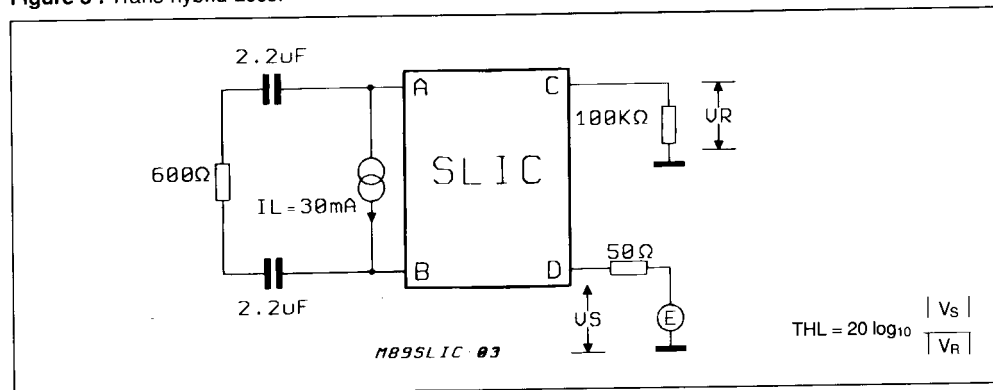 Figure 3 : Trans-hybrid Loss.
2.2uF
A
C
100KΩ
VR
600Ω
SLIC
IL=30mA
50Ω
B
D
2.2uF
VS
E
M89SLIC 03
THL = 20 log10 | VS | / | VR |